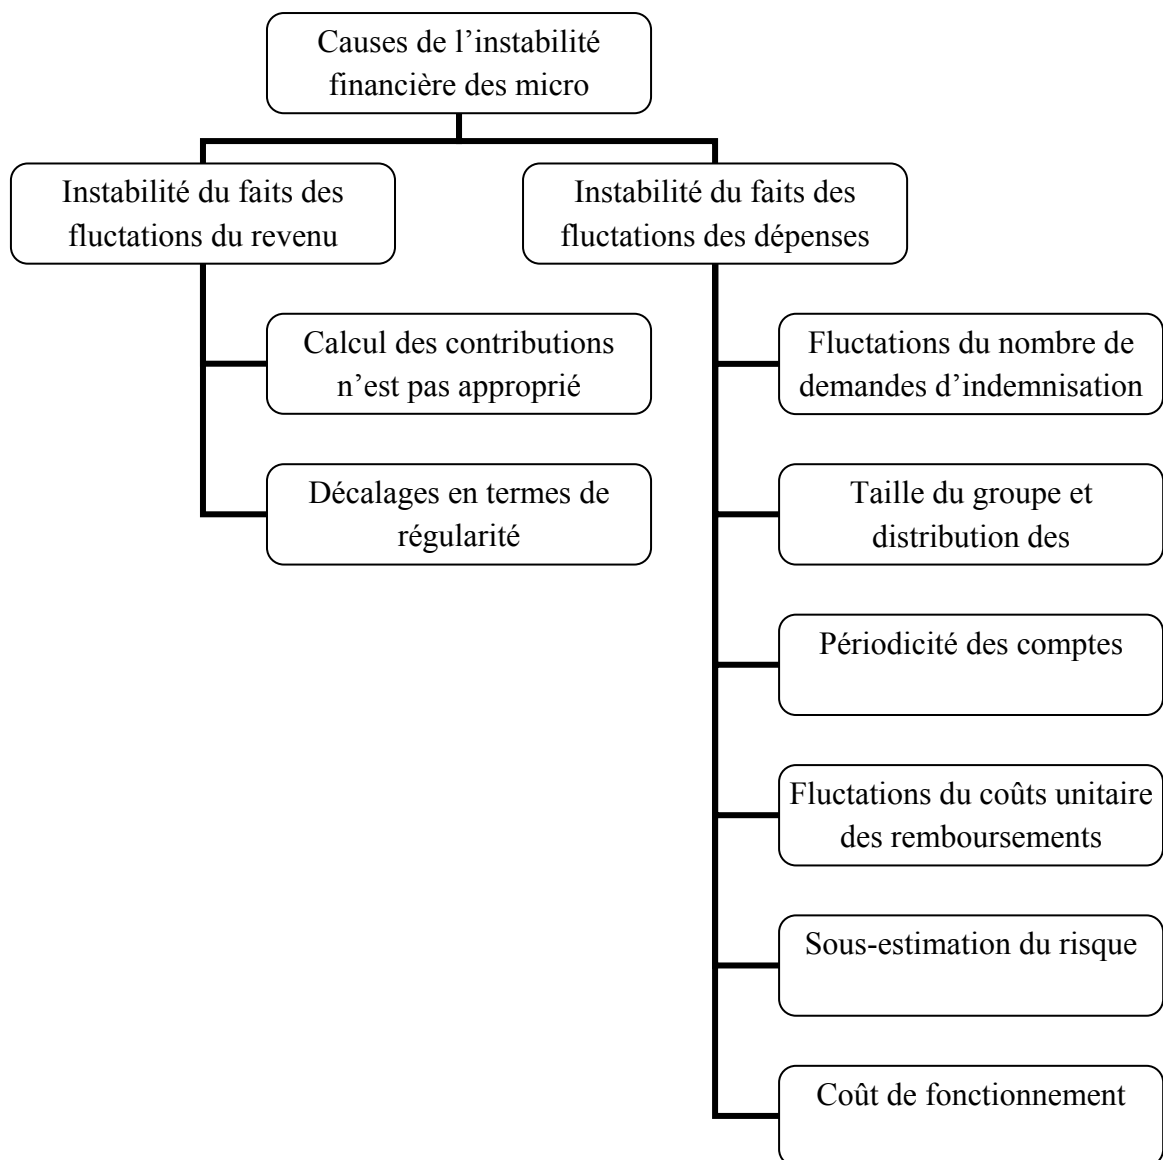 Causes de l’instabilité
financière des micro
Instabilité du faits des
fluctations du revenu
Instabilité du faits des
fluctations des dépenses
Calcul des contributions
n’est pas approprié
Décalages en termes de
régularité
Fluctations du nombre de
demandes d’indemnisation
Taille du groupe et
distribution des
Périodicité des comptes
Fluctations du coûts unitaire
des remboursements
Sous-estimation du risque
Coût de fonctionnement